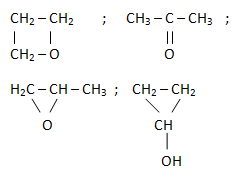 CH₂–CH₂ ; CH₃–C–CH₃ ;
| | ||
CH₂–O O
H₂C–CH–CH₃ ; CH₂–CH₂
\ / \ /
O CH
|
OH